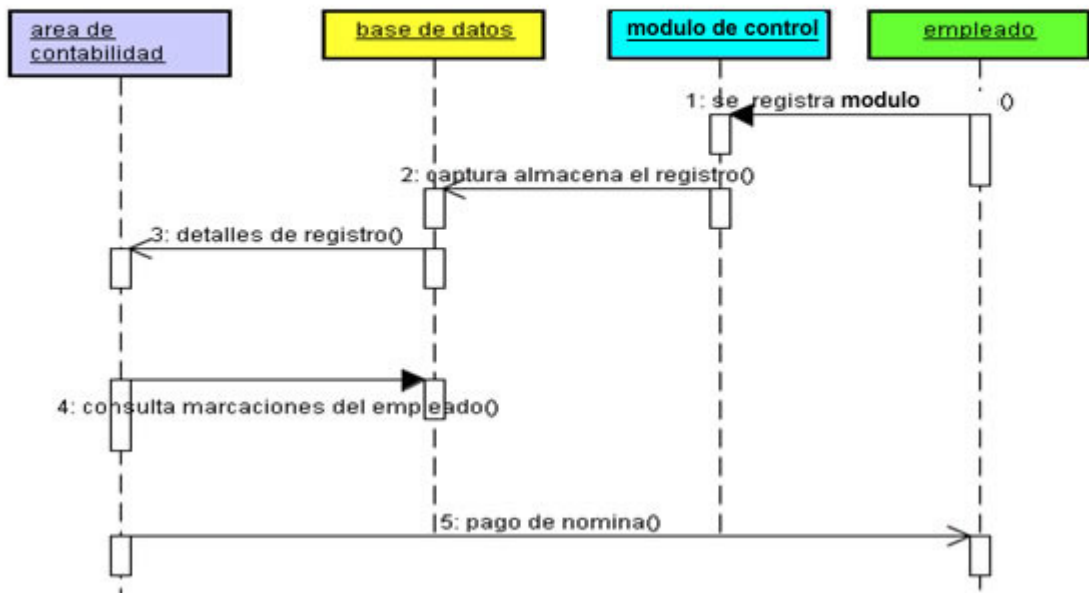 area de
contabilidad
base de datos
modulo de control
empleado
1: se registra modulo ()
2: captura almacena el registro()
3: detalles de registro()
4: consulta marcaciones del empleado()
5: pago de nomina()